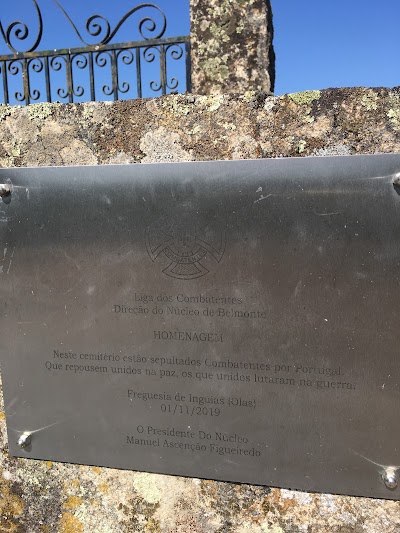 Liga dos Combatentes
Direção do Núcleo de Belmonte
HOMENAGEM
Neste cemitério estão sepultados Combatentes por Portugal.
Que repousem unidos na paz, os que unidos lutaram na guerra.
Freguesia de Inguias (Olas)
01/11/2019
O Presidente Do Núcleo
Manuel Ascenção Figueiredo